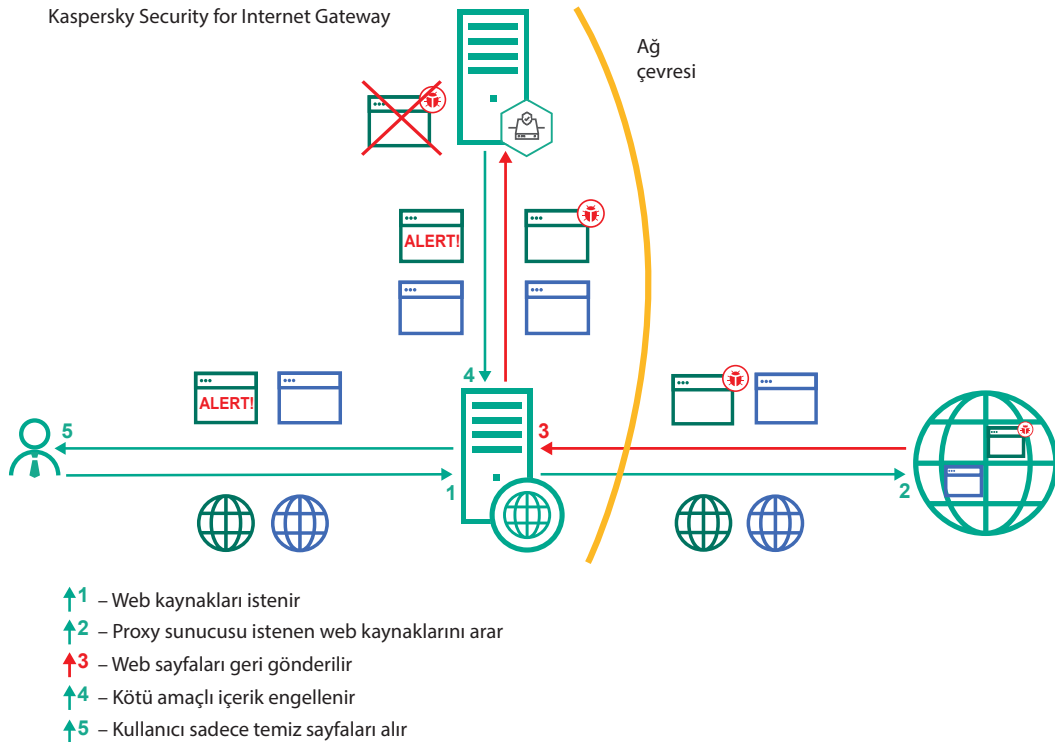 Kaspersky Security for Internet Gateway
Ağ
çevresi
ALERT!
4
ALERT!
5
3
1
2
1 – Web kaynakları istenir
2 – Proxy sunucusu istenen web kaynaklarını arar
3 – Web sayfaları geri gönderilir
4 – Kötü amaçlı içerik engellenir
5 – Kullanıcı sadece temiz sayfaları alır